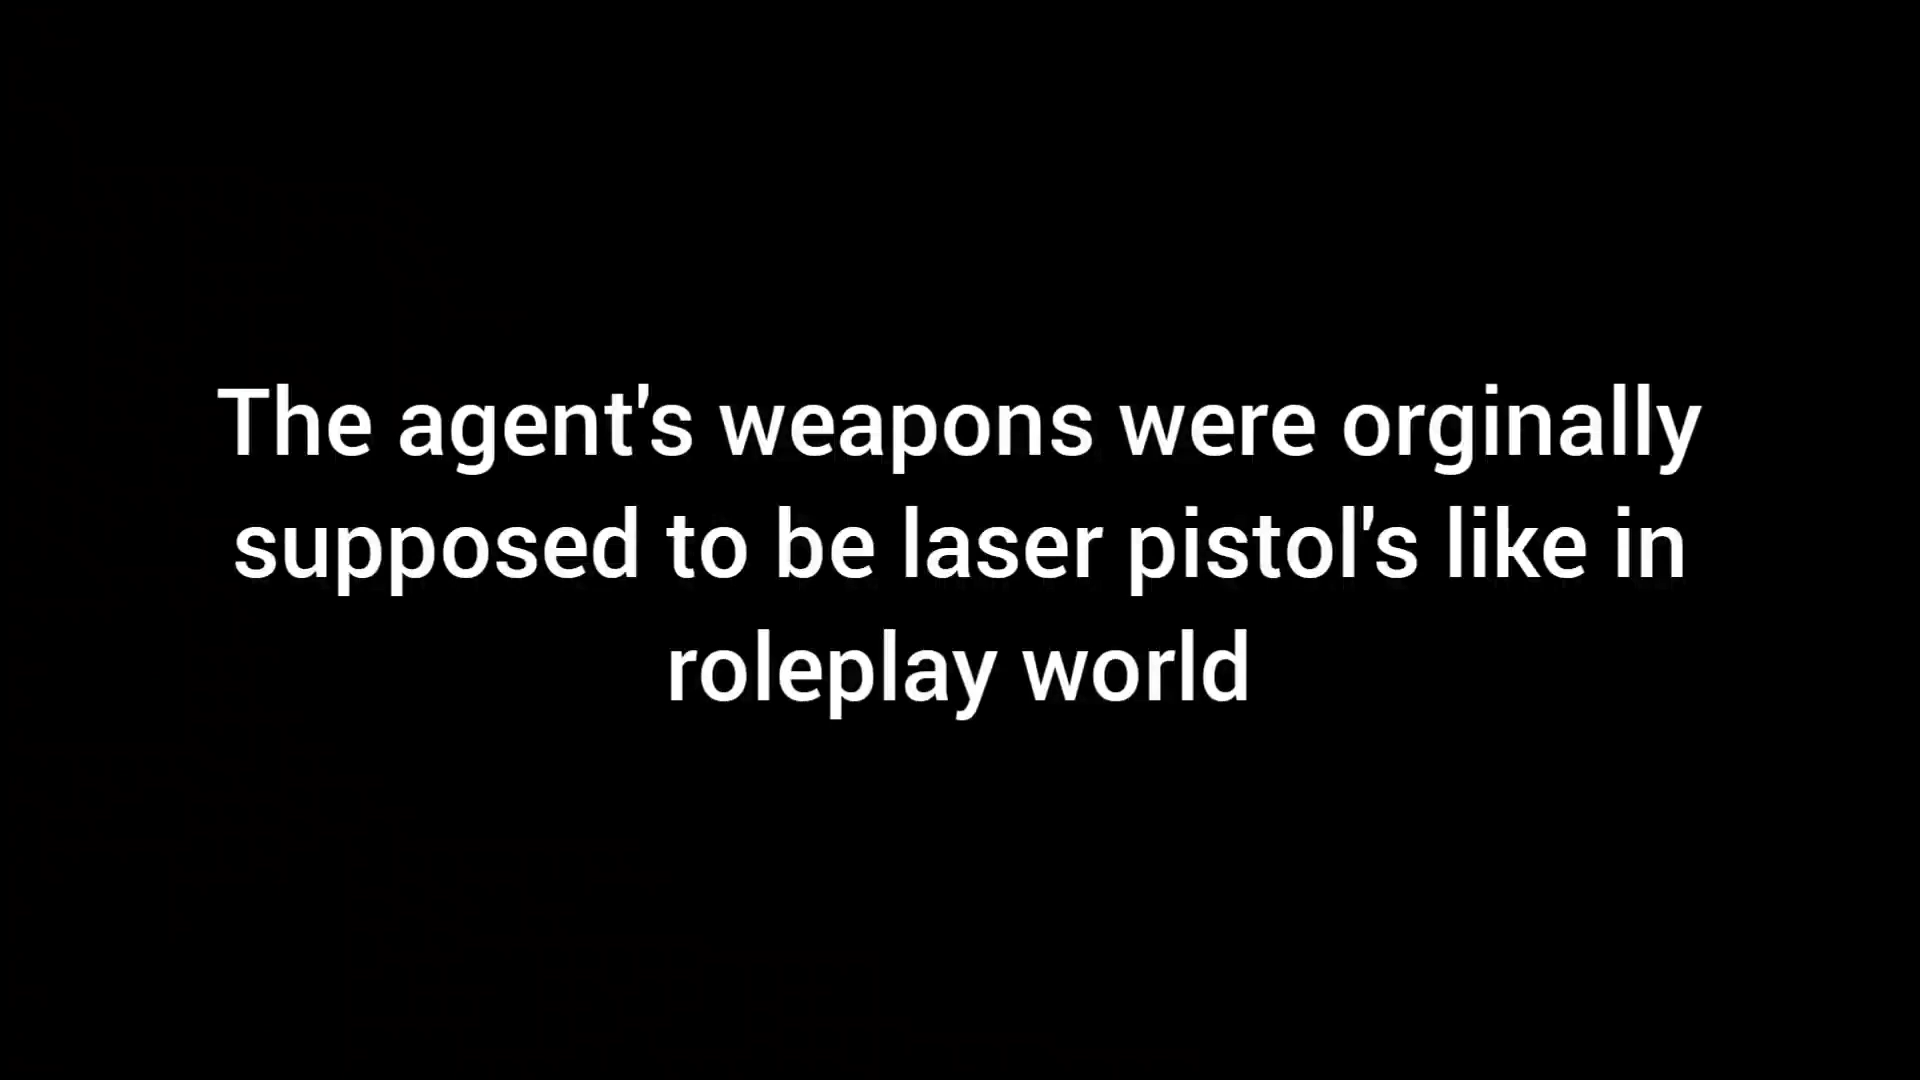 The agent's weapons were orginally
supposed to be laser pistol's like in
roleplay world